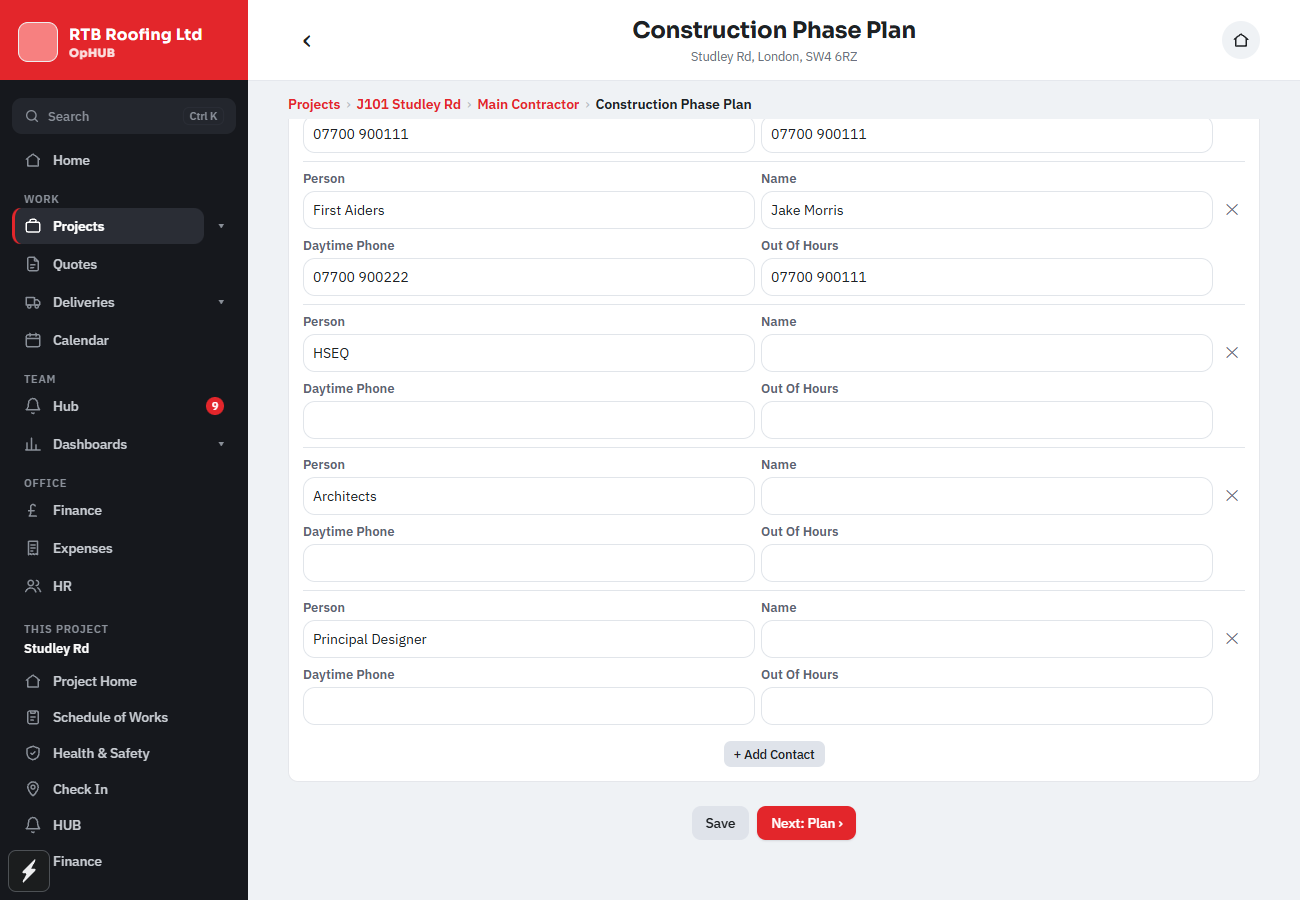 RTB Roofing Ltd
OpHUB
Search
Ctrl K
Home
WORK
Projects
Quotes
Deliveries
Calendar
TEAM
Hub
9
Dashboards
OFFICE
Finance
Expenses
HR
THIS PROJECT
Studley Rd
Project Home
Schedule of Works
Health & Safety
Check In
HUB
Finance
Construction Phase Plan
Studley Rd, London, SW4 6RZ
Projects › J101 Studley Rd › Main Contractor › Construction Phase Plan
07700 900111 07700 900111
Person Name
First Aiders Jake Morris
Daytime Phone Out Of Hours
07700 900222 07700 900111
Person Name
HSEQ
Daytime Phone Out Of Hours
Person Name
Architects
Daytime Phone Out Of Hours
Person Name
Principal Designer
Daytime Phone Out Of Hours
+ Add Contact
Save Next: Plan ›